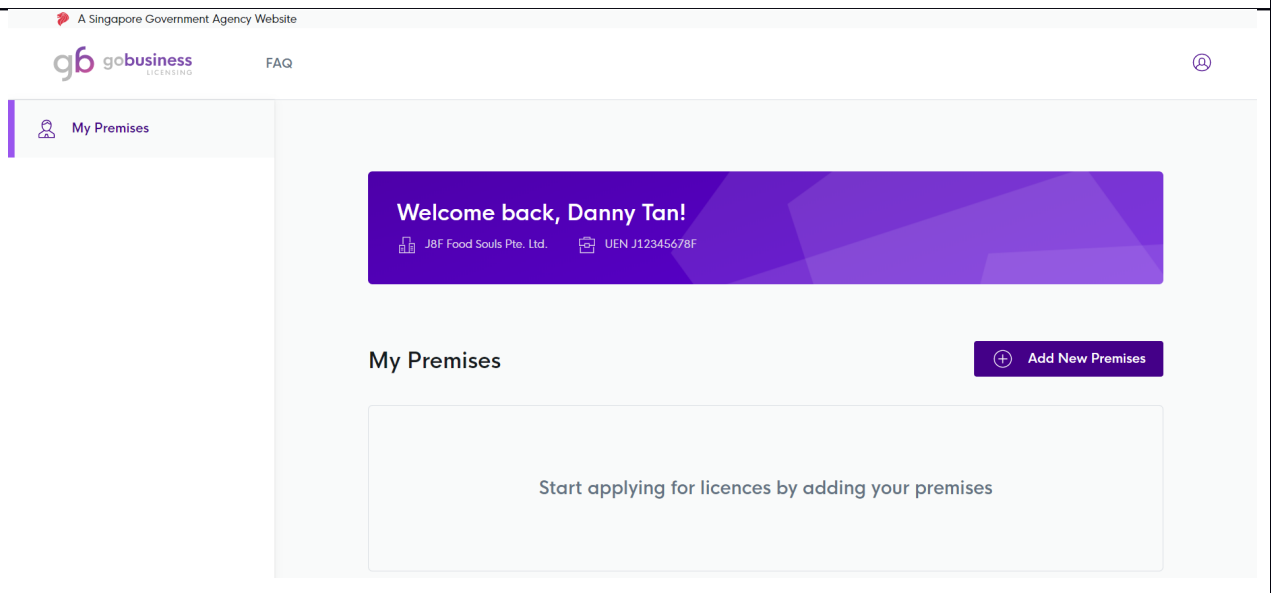 A Singapore Government Agency Website
gb gobusiness
LICENSING
FAQ
My Premises
Welcome back, Danny Tan!
J8F Food Souls Pte. Ltd. UEN J12345678F
My Premises
Add New Premises
Start applying for licences by adding your premises